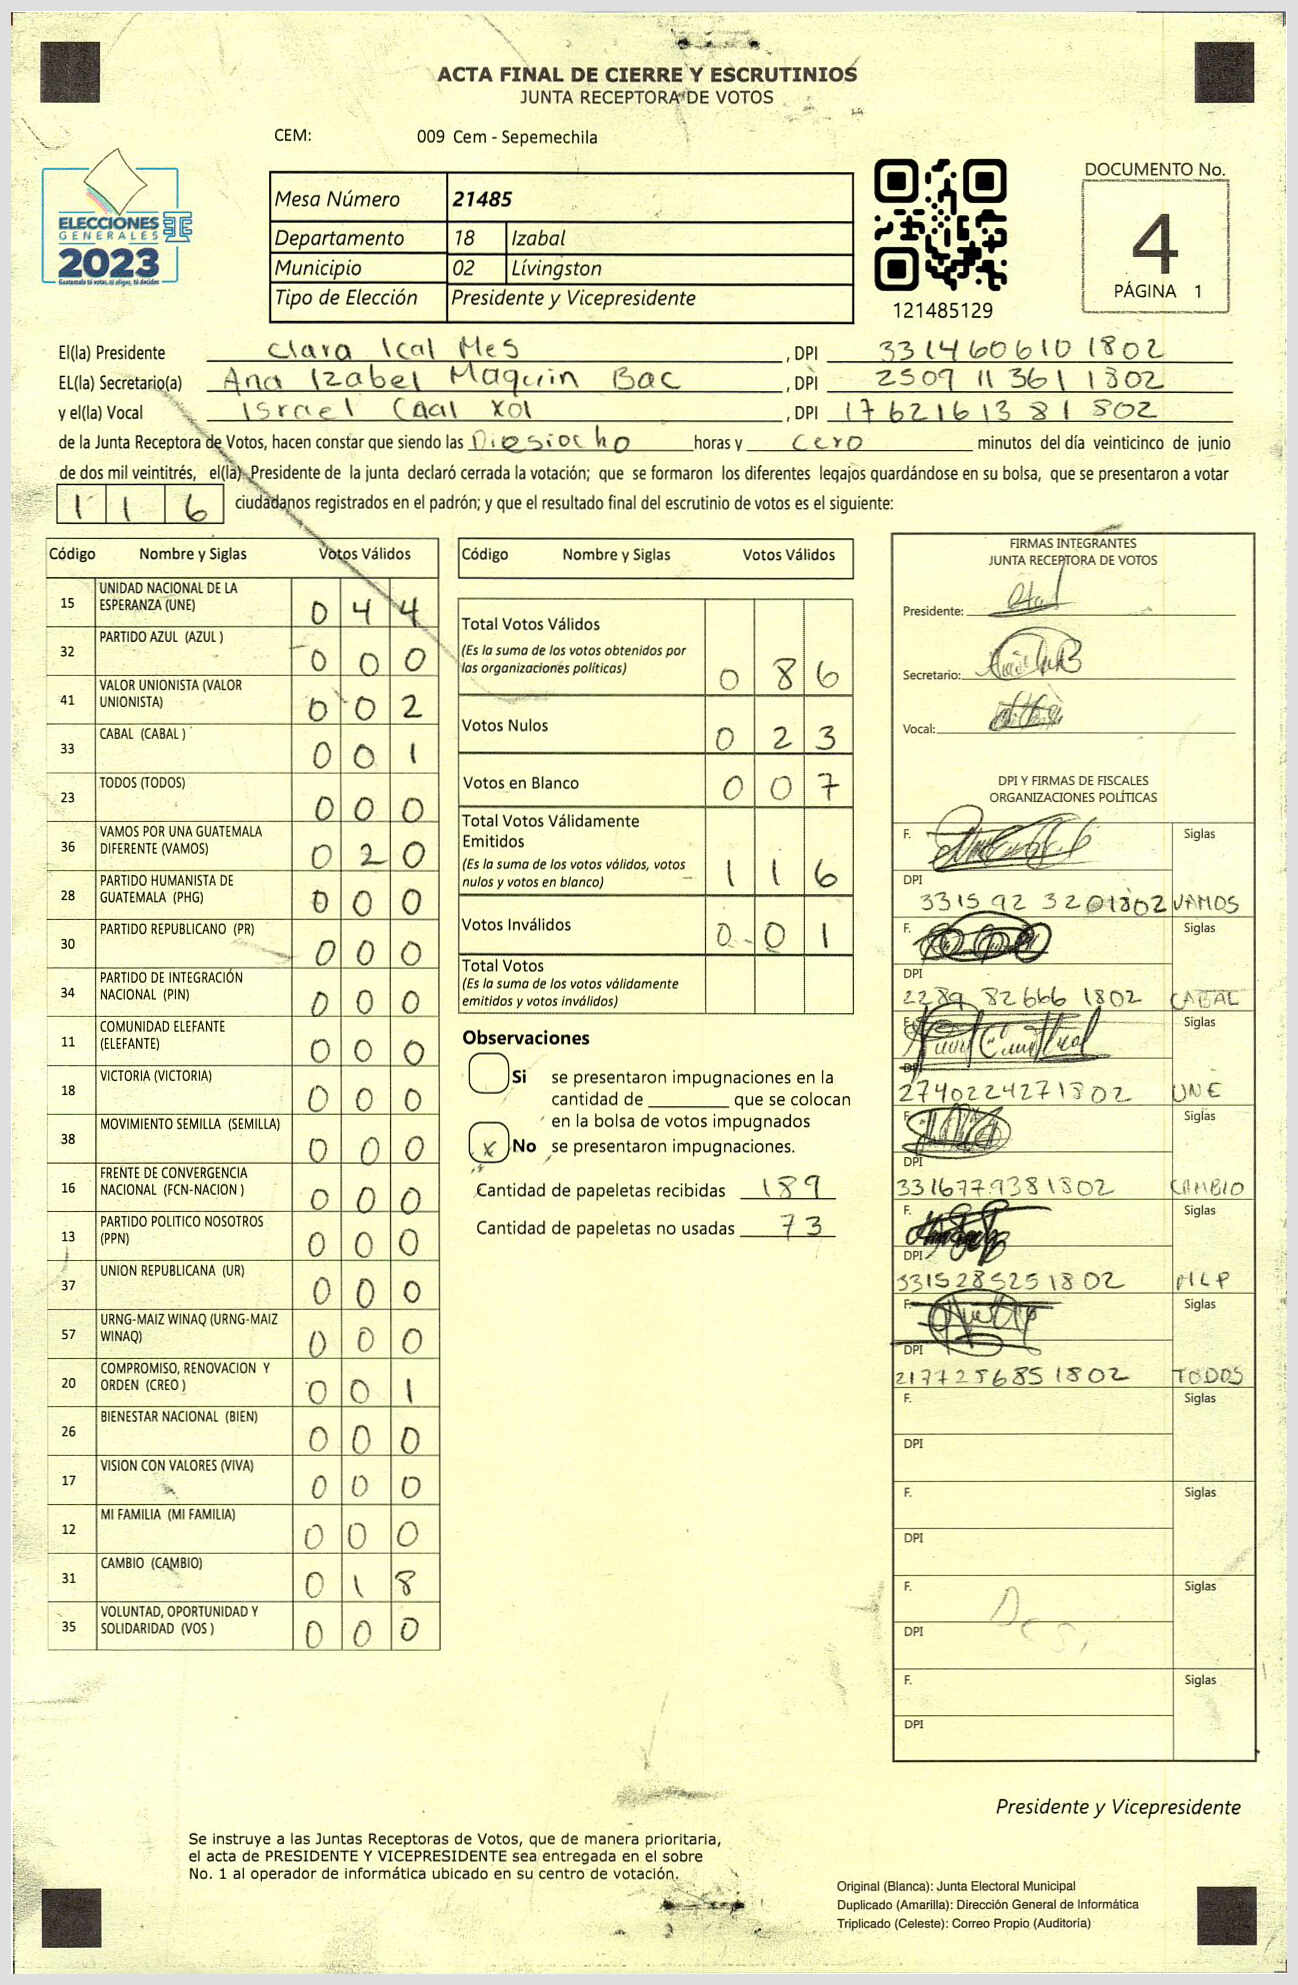 ACTA FINAL DE CIERRE Y ESCRUTINIOS
JUNTA RECEPTORA DE VOTOS
CEM: 009 Cem - Sepemechila
ELECCIONES
GENERALES
2023
Guatemala tú votas, tú eliges, tú decides
Mesa Número 21485
Departamento 18 Izabal
Municipio 02 Lívingston
Tipo de Elección Presidente y Vicepresidente
121485129
DOCUMENTO No.
4
PÁGINA 1
El(la) Presidente Clara Ical Mes , DPI 3314606101802
EL(la) Secretario(a) Ana Izabel Maquin Bac , DPI 2509 11361 1802
y el(la) Vocal Israel Caal Xol , DPI 1762161381802
de la Junta Receptora de Votos, hacen constar que siendo las Diesiocho horas y cero minutos del día veinticinco de junio
de dos mil veintitrés, el(la) Presidente de la junta declaró cerrada la votación; que se formaron los diferentes legajos quardándose en su bolsa, que se presentaron a votar
116 ciudadanos registrados en el padrón; y que el resultado final del escrutinio de votos es el siguiente:
Código Nombre y Siglas Votos Válidos
15 UNIDAD NACIONAL DE LA ESPERANZA (UNE) 0 4 4
32 PARTIDO AZUL (AZUL ) 0 0 0
41 VALOR UNIONISTA (VALOR UNIONISTA) 0 0 2
33 CABAL (CABAL ) 0 0 1
23 TODOS (TODOS) 0 0 0
36 VAMOS POR UNA GUATEMALA DIFERENTE (VAMOS) 0 2 0
28 PARTIDO HUMANISTA DE GUATEMALA (PHG) 0 0 0
30 PARTIDO REPUBLICANO (PR) 0 0 0
34 PARTIDO DE INTEGRACIÓN NACIONAL (PIN) 0 0 0
11 COMUNIDAD ELEFANTE (ELEFANTE) 0 0 0
18 VICTORIA (VICTORIA) 0 0 0
38 MOVIMIENTO SEMILLA (SEMILLA) 0 0 0
16 FRENTE DE CONVERGENCIA NACIONAL (FCN-NACION ) 0 0 0
13 PARTIDO POLITICO NOSOTROS (PPN) 0 0 0
37 UNION REPUBLICANA (UR) 0 0 0
57 URNG-MAIZ WINAQ (URNG-MAIZ WINAQ) 0 0 0
20 COMPROMISO, RENOVACION Y ORDEN (CREO ) 0 0 1
26 BIENESTAR NACIONAL (BIEN) 0 0 0
17 VISION CON VALORES (VIVA) 0 0 0
12 MI FAMILIA (MI FAMILIA) 0 0 0
31 CAMBIO (CAMBIO) 0 1 8
35 VOLUNTAD, OPORTUNIDAD Y SOLIDARIDAD (VOS ) 0 0 0
Código Nombre y Siglas Votos Válidos
Total Votos Válidos
(Es la suma de los votos obtenidos por
las organizaciones políticas) 0 8 6
Votos Nulos 0 2 3
Votos en Blanco 0 0 7
Total Votos Válidamente
Emitidos
(Es la suma de los votos válidos, votos
nulos y votos en blanco) 1 1 6
Votos Inválidos 0 0 1
Total Votos
(Es la suma de los votos válidamente
emitidos y votos inválidos)
Observaciones
Si se presentaron impugnaciones en la
cantidad de ________ que se colocan
en la bolsa de votos impugnados
x No se presentaron impugnaciones.
Cantidad de papeletas recibidas 189
Cantidad de papeletas no usadas 73
FIRMAS INTEGRANTES
JUNTA RECEPTORA DE VOTOS
Presidente:
Secretario:
Vocal:
DPI Y FIRMAS DE FISCALES
ORGANIZACIONES POLÍTICAS
F. Siglas
DPI
3315 92 3201802 VAMOS
F. Siglas
DPI
2289 82666 1802 CABAL
F. Siglas
DPI
2740224271802 UNE
F. Siglas
DPI
3316779381802 CAMBIO
F. Siglas
DPI
3315285251802 MLP
F. Siglas
DPI
2177256851802 TODOS
F. Siglas
DPI
F. Siglas
DPI
F. Siglas
DPI
F. Siglas
DPI
Presidente y Vicepresidente
Se instruye a las Juntas Receptoras de Votos, que de manera prioritaria,
el acta de PRESIDENTE Y VICEPRESIDENTE sea entregada en el sobre
No. 1 al operador de informática ubicado en su centro de votación.
Original (Blanca): Junta Electoral Municipal
Duplicado (Amarilla): Dirección General de Informática
Triplicado (Celeste): Correo Propio (Auditoría)